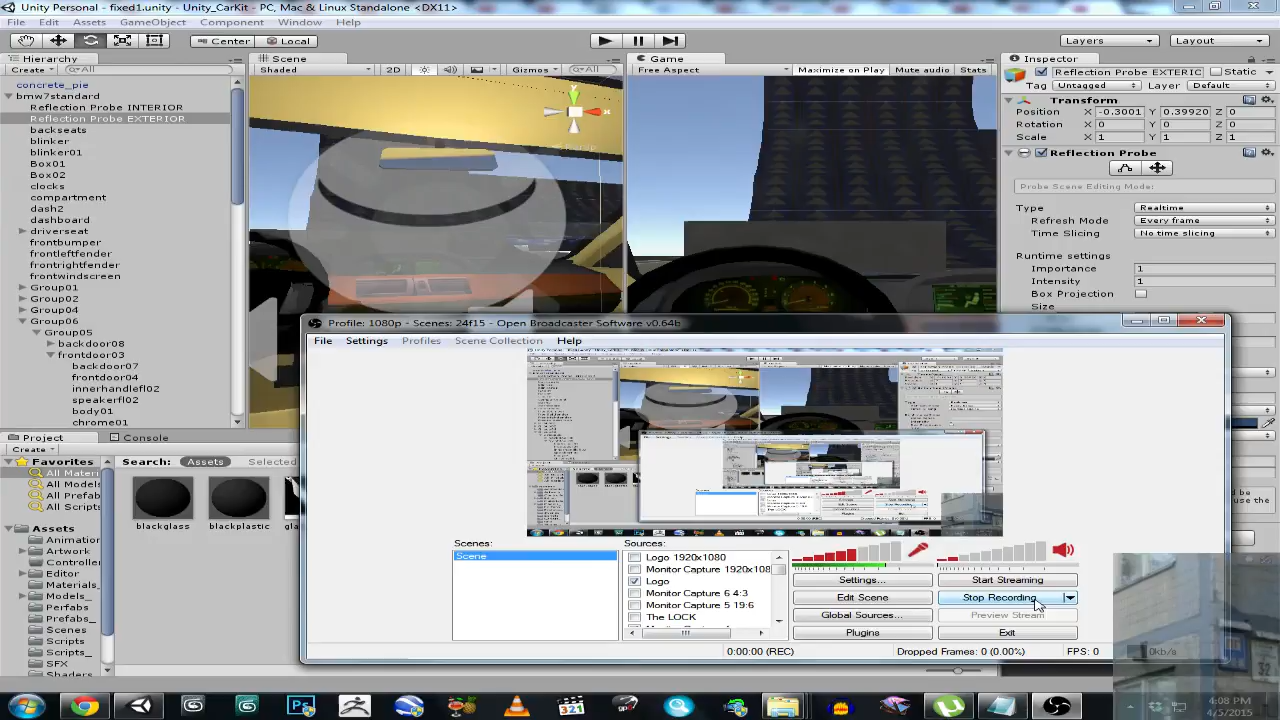 Unity Personal - fixed1.unity - Unity_CarKit - PC, Mac & Linux Standalone <DX11>
File Edit Assets GameObject Component Window Help
Center Local Layers Layout
Hierarchy Scene Game Inspector
Create All Shaded 2D Gizmos All Free Aspect Maximize on Play Mute audio Stats
Reflection Probe EXTERIC Static
Tag Untagged Layer Default
Transform
Position X -0.3001 Y 0.39920 Z 0
Rotation X 0 Y 0 Z 0
Scale X 1 Y 1 Z 1
Reflection Probe
Probe Scene Editing Mode:
Type Realtime
Refresh Mode Every frame
Time Slicing No time slicing
Runtime settings
Importance 1
Intensity 1
Box Projection
Size
concrete_pie
bmw7standard
Reflection Probe INTERIOR
Reflection Probe EXTERIOR
backseats
blinker
blinker01
Box01
Box02
clocks
compartment
dash2
dashboard
driverseat
frontbumper
frontleftfender
frontrightfender
frontwindscreen
Group01
Group02
Group04
Group06
Group05
backdoor08
frontdoor03
backdoor07
frontdoor04
innerhandlefl02
speakerfl02
body01
chrome01
Project Console
Create
Favorites
All Materi
All Model
All Prefab
All Script
Assets
Animation
Artwork
Controller
Editor
Materials
Models_
Perfabs
Prefabs_
Scenes
Scripts
Scripts_
SFX
Shaders
Search: Assets Selected
blackglass blackplastic
Profile: 1080p - Scenes: 24f15 - Open Broadcaster Software v0.64b
File Settings Profiles Scene Collection Help
Scenes: Sources:
Scene
Logo 1920x1080
Monitor Capture 1920x108
Logo
Monitor Capture 6 4:3
Monitor Capture 5 19:6
The LOCK
Settings... Start Streaming
Edit Scene Stop Recording
Global Sources... Preview Stream
Plugins Exit
0:00:00 (REC) Dropped Frames: 0 (0.00%) FPS: 0 0kb/s
321
4:08 PM
4/5/2015